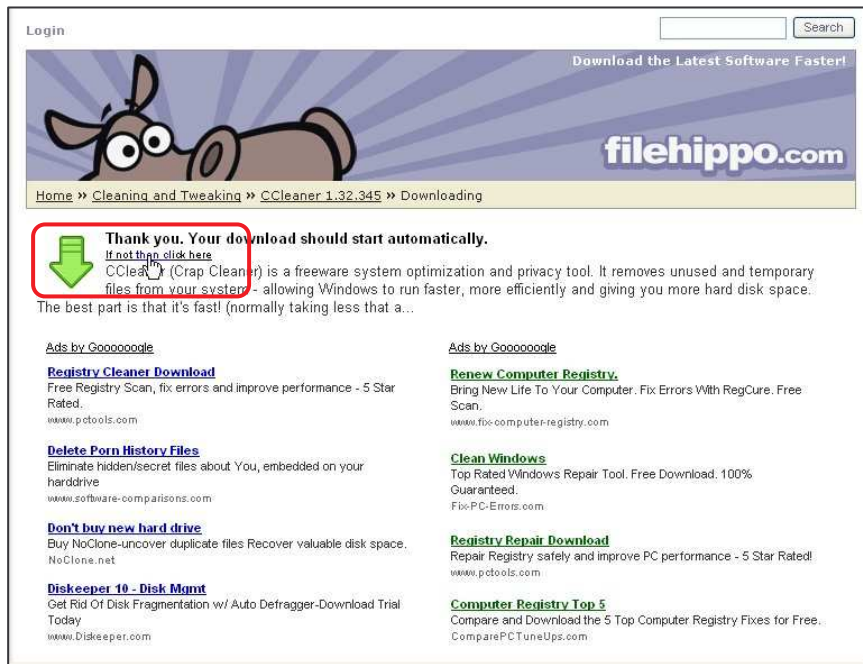 Login
Search
Download the Latest Software Faster!
filehippo.com
Home » Cleaning and Tweaking » CCleaner 1.32.345 » Downloading
Thank you. Your download should start automatically.
If not then click here
CCleaner (Crap Cleaner) is a freeware system optimization and privacy tool. It removes unused and temporary
files from your system - allowing Windows to run faster, more efficiently and giving you more hard disk space.
The best part is that it's fast! (normally taking less that a...
Ads by Goooooogle
Registry Cleaner Download
Free Registry Scan, fix errors and improve performance - 5 Star
Rated.
www.pctools.com
Delete Porn History Files
Eliminate hidden/secret files about You, embedded on your
harddrive
www.software-comparisons.com
Don't buy new hard drive
Buy NoClone-uncover duplicate files Recover valuable disk space.
NoClone.net
Diskeeper 10 - Disk Mgmt
Get Rid Of Disk Fragmentation w/ Auto Defragger-Download Trial
Today
www.Diskeeper.com
Ads by Goooooogle
Renew Computer Registry.
Bring New Life To Your Computer. Fix Errors With RegCure. Free
Scan.
www.fix-computer-registry.com
Clean Windows
Top Rated Windows Repair Tool. Free Download. 100%
Guaranteed.
Fix-PC-Errors.com
Registry Repair Download
Repair Registry safely and improve PC performance - 5 Star Rated!
www.pctools.com
Computer Registry Top 5
Compare and Download the 5 Top Computer Registry Fixes for Free.
ComparePCTuneUps.com